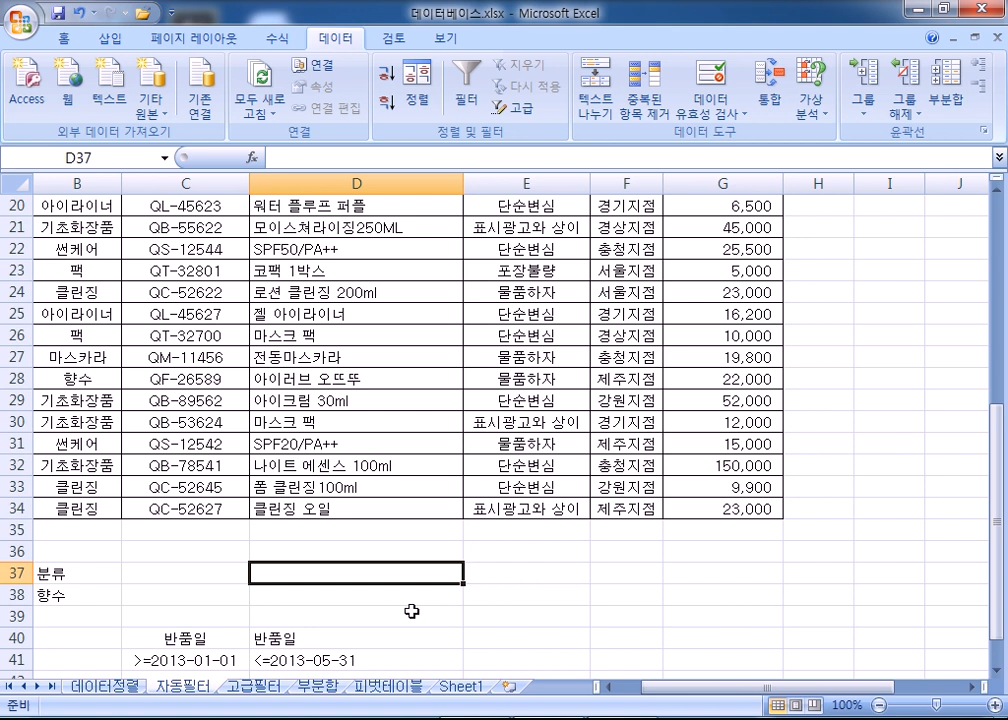 데이터베이스.xlsx - Microsoft Excel
홈 삽입 페이지 레이아웃 수식 데이터 검토 보기
Access 웹 텍스트 기타 원본 기존 연결 모두 새로 고침 연결 속성 연결 편집 정렬 필터 지우기 다시 적용 고급 텍스트 나누기 중복된 항목 제거 데이터 유효성 검사 통합 가상 분석 그룹 그룹 해제 부분합
외부 데이터 가져오기 연결 정렬 및 필터 데이터 도구 윤곽선
D37 fx
B C D E F G H I J
20 아이라이너 QL-45623 워터 플루프 퍼플 단순변심 경기지점 6,500
21 기초화장품 QB-55622 모이스쳐라이징250ML 표시광고와 상이 경상지점 45,000
22 썬케어 QS-12544 SPF50/PA++ 단순변심 충청지점 25,500
23 팩 QT-32801 코팩 1박스 포장불량 서울지점 5,000
24 클린징 QC-52622 로션 클린징 200ml 물품하자 서울지점 23,000
25 아이라이너 QL-45627 젤 아이라이너 단순변심 경기지점 16,200
26 팩 QT-32700 마스크 팩 단순변심 경상지점 10,000
27 마스카라 QM-11456 전동마스카라 물품하자 충청지점 19,800
28 향수 QF-26589 아이러브 오뜨뚜 물품하자 제주지점 22,000
29 기초화장품 QB-89562 아이크림 30ml 단순변심 강원지점 52,000
30 기초화장품 QB-53624 마스크 팩 표시광고와 상이 경기지점 12,000
31 썬케어 QS-12542 SPF20/PA++ 물품하자 제주지점 15,000
32 기초화장품 QB-78541 나이트 에센스 100ml 단순변심 충청지점 150,000
33 클린징 QC-52645 폼 클린징100ml 단순변심 강원지점 9,900
34 클린징 QC-52627 클린징 오일 표시광고와 상이 제주지점 23,000
35
36
37 분류
38 향수
39
40 반품일 반품일
41 >=2013-01-01 <=2013-05-31
데이터정렬 자동필터 고급필터 부분합 피벗테이블 Sheet1
준비 100%